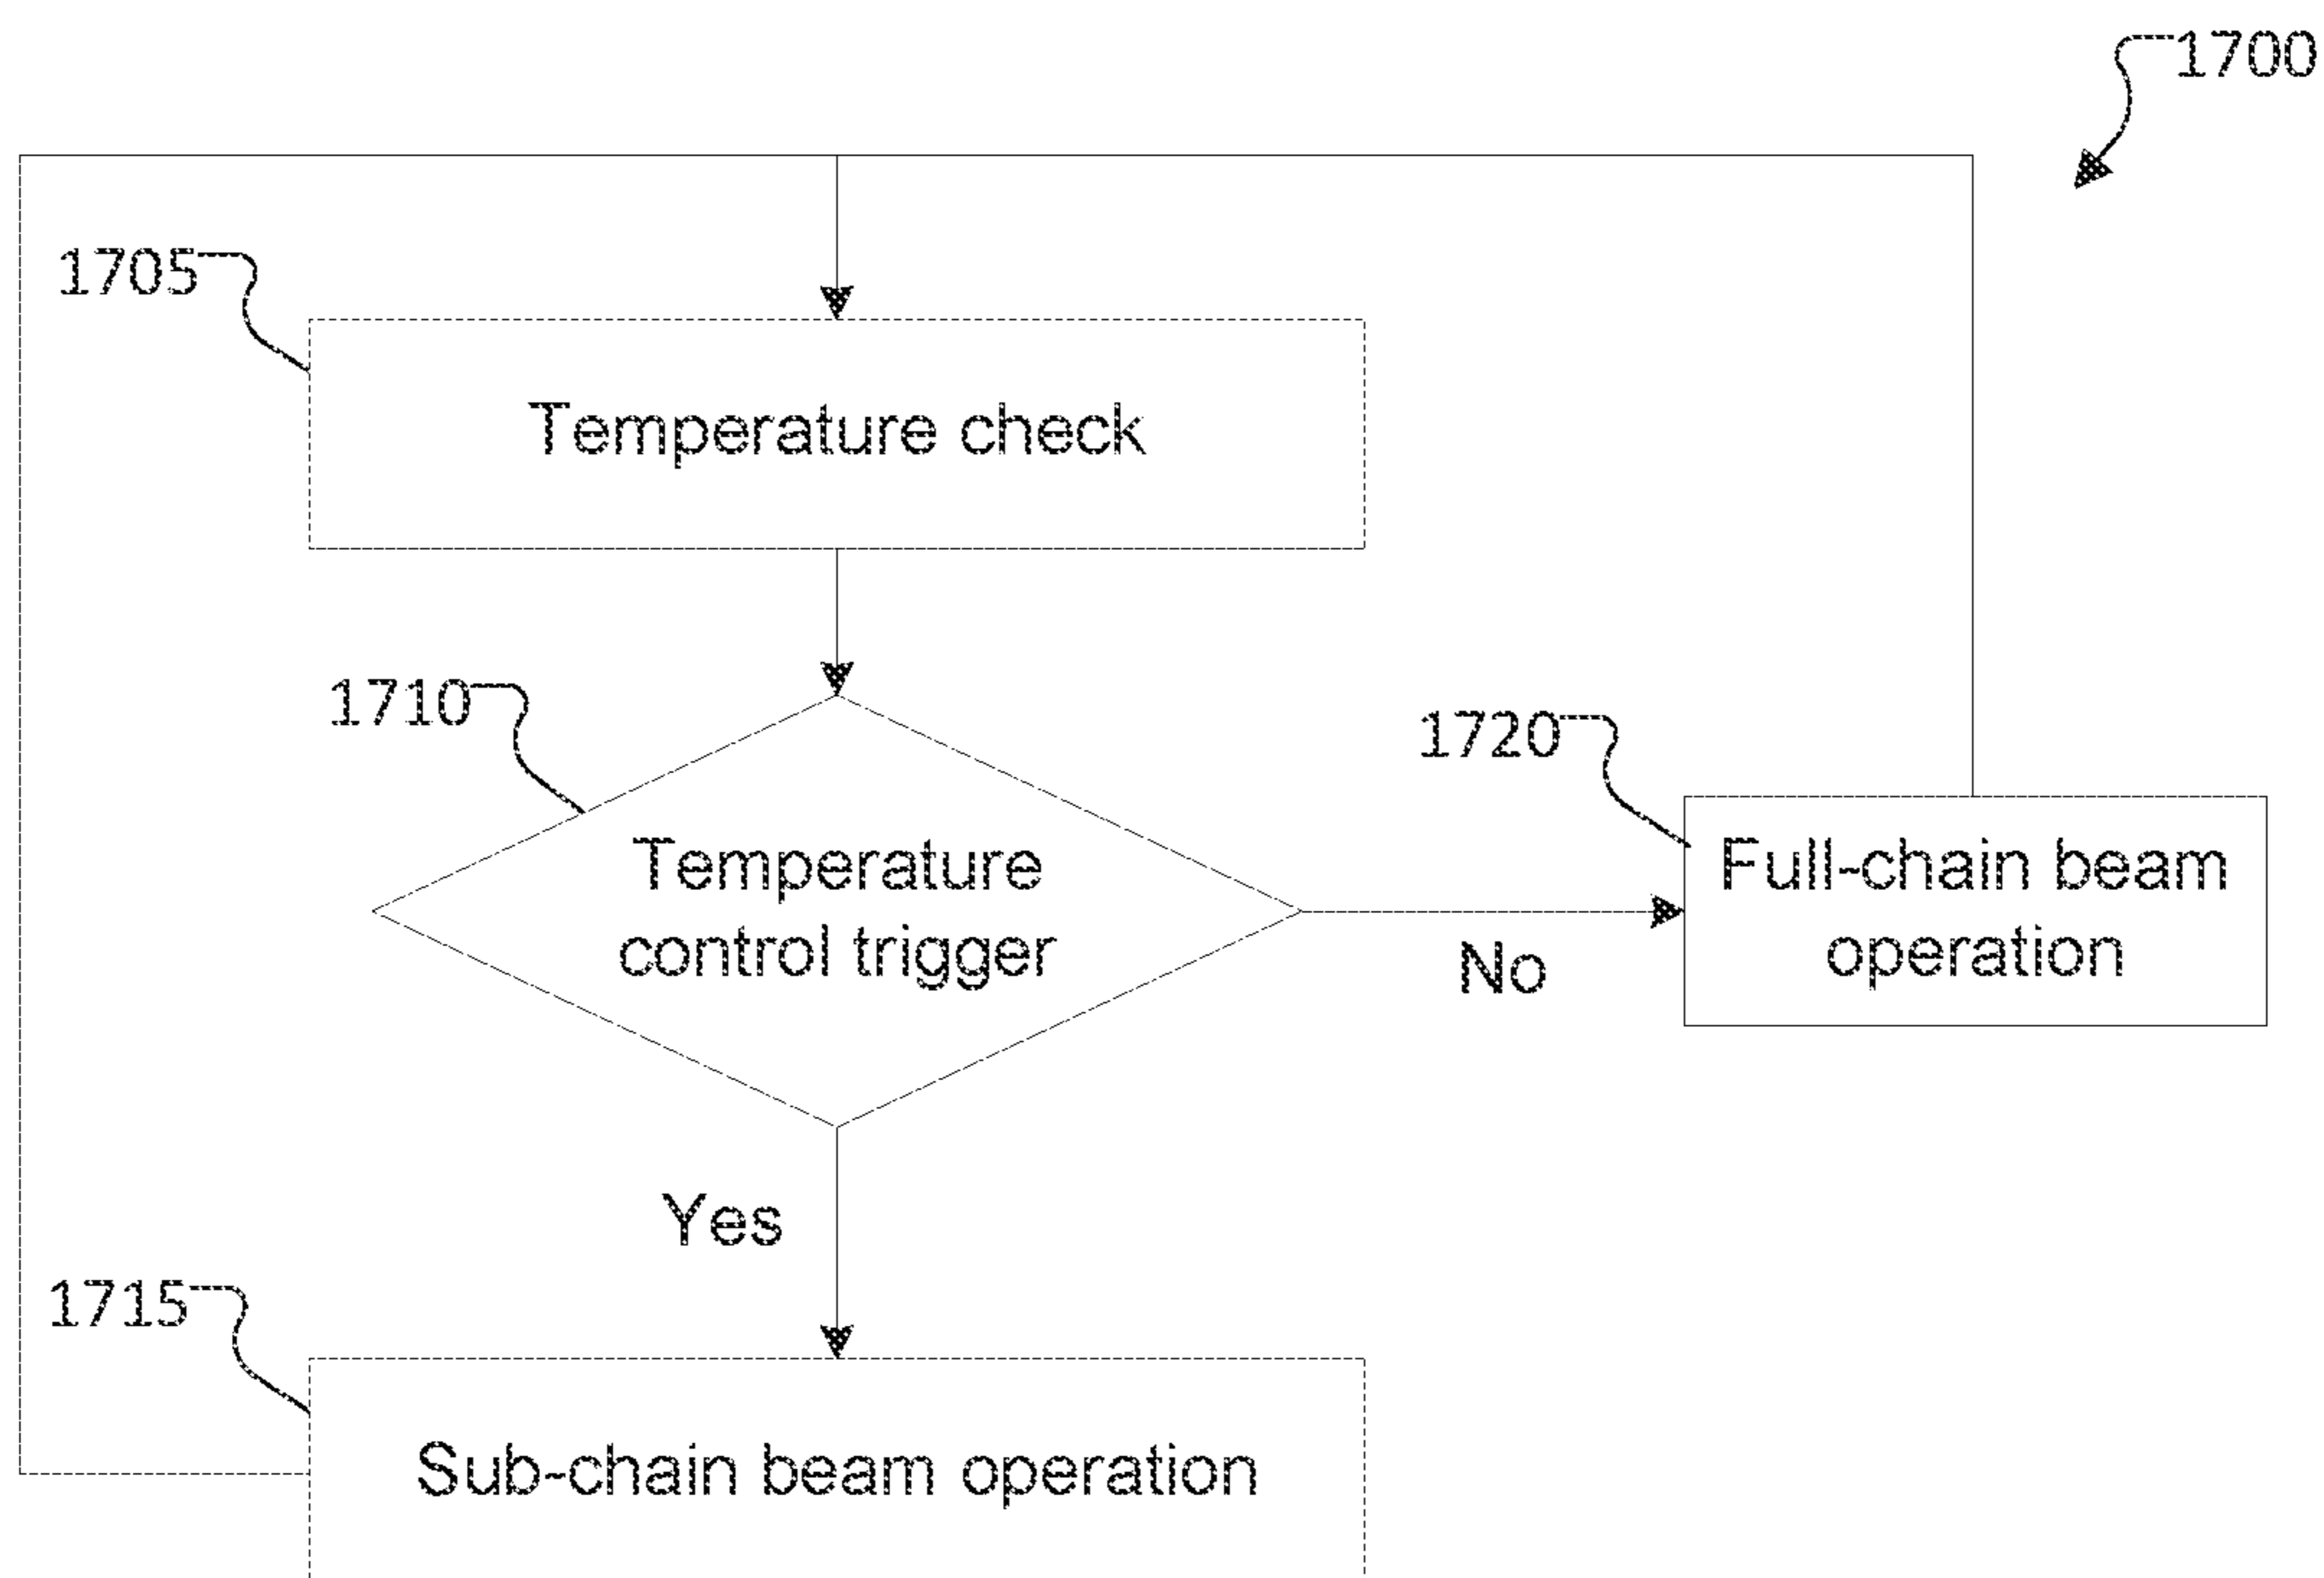 1700
1705
Temperature check
1710
1720
Temperature
control trigger
Full-chain beam
operation
No
Yes
1715
Sub-chain beam operation